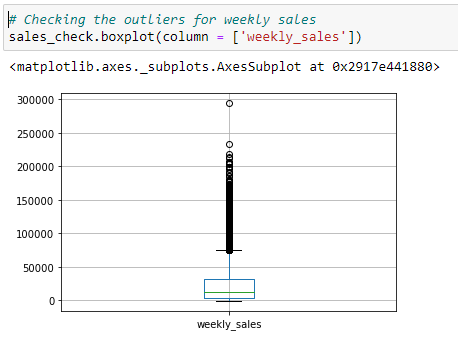 # Checking the outliers for weekly sales
sales_check.boxplot(column = ['weekly_sales'])
<matplotlib.axes._subplots.AxesSubplot at 0x2917e441880>
300000
250000
200000
150000
100000
50000
0
weekly_sales